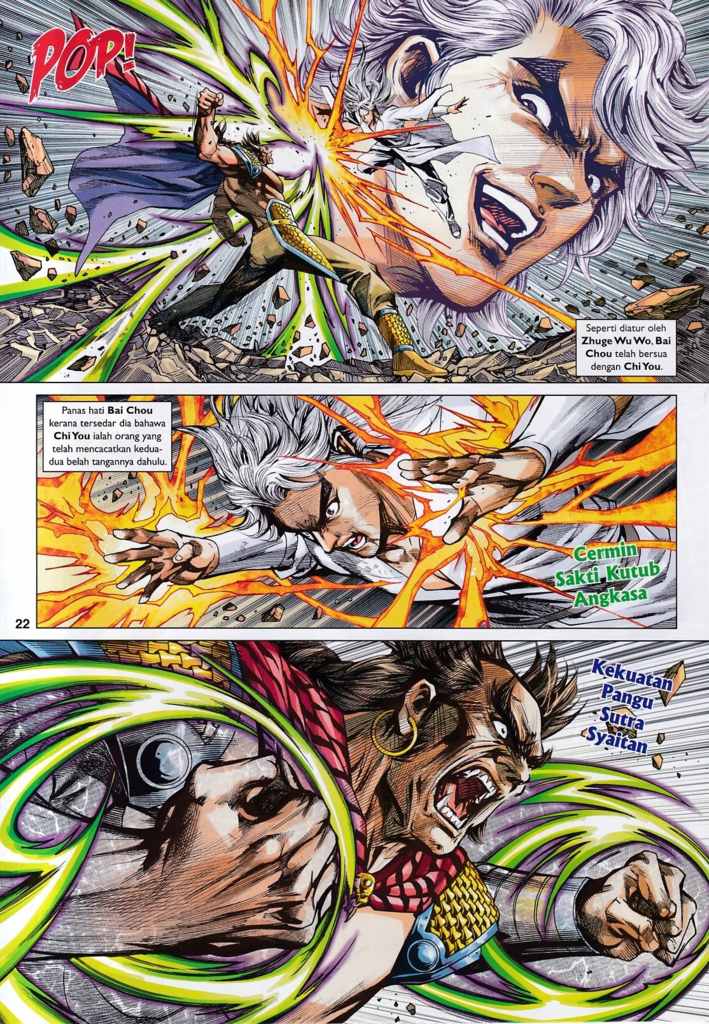 POP!
Seperti diatur oleh
Zhuge Wu Wo, Bai
Chou telah bersua
dengan Chi You.
Panas hati Bai Chou
kerana tersedar dia bahawa
Chi You ialah orang yang
telah mencacatkan kedua-
dua belah tangannya dahulu.
Cermin
Sakti Kutub
Angkasa
22
Kekuatan
Pangu
Sutra
Syaitan